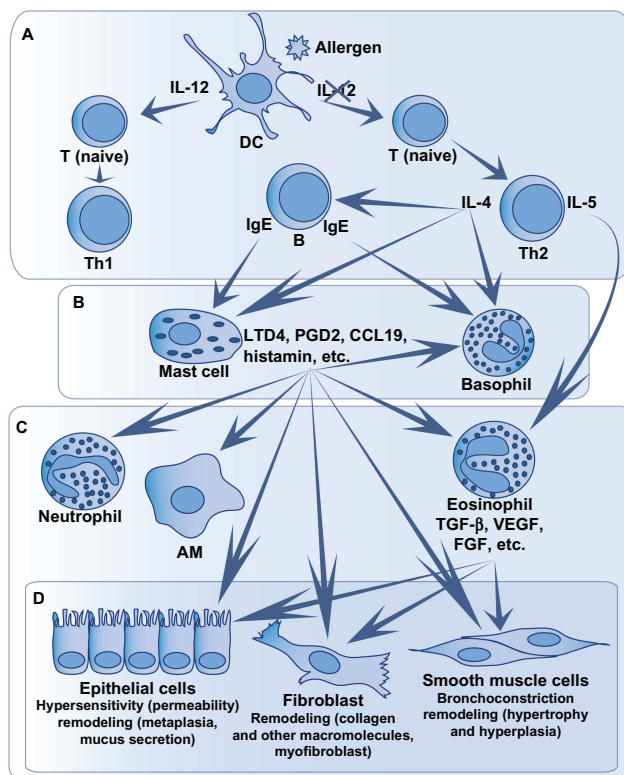 A
Allergen
IL-12
IL-12
DC
T (naive)
T (naive)
IL-4
IL-5
IgE
B
IgE
Th1
Th2
B
LTD4, PGD2, CCL19,
histamin, etc.
Mast cell
Basophil
C
Neutrophil
AM
Eosinophil
TGF-β, VEGF,
FGF, etc.
D
Epithelial cells
Hypersensitivity (permeability)
remodeling (metaplasia,
mucus secretion)
Fibroblast
Remodeling (collagen
and other macromolecules,
myofibroblast)
Smooth muscle cells
Bronchoconstriction
remodeling (hypertrophy
and hyperplasia)